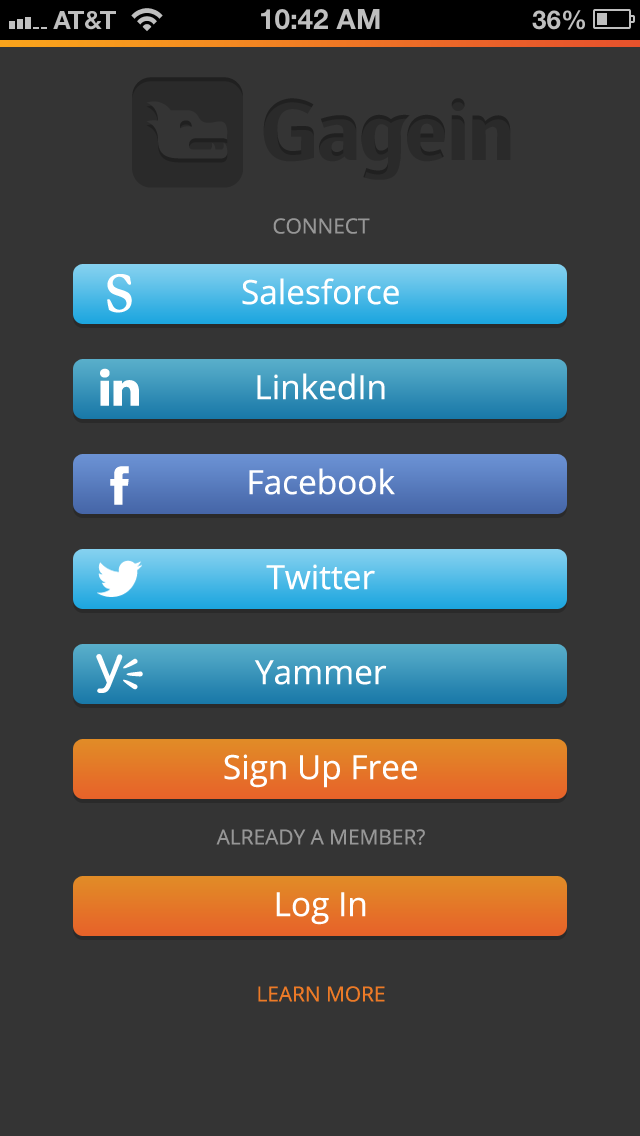 AT&T 10:42 AM 36%
Gagein
CONNECT
S Salesforce
in LinkedIn
f Facebook
Twitter
y Yammer
Sign Up Free
ALREADY A MEMBER?
Log In
LEARN MORE